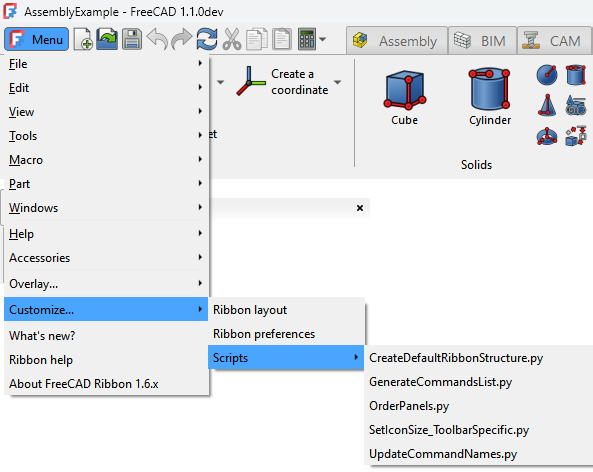 AssemblyExample - FreeCAD 1.1.0dev
Menu
Assembly
BIM
CAM
File
Edit
View
Tools
Macro
Part
Windows
Help
Accessories
Overlay...
Customize...
What's new?
Ribbon help
About FreeCAD Ribbon 1.6.x
Create a
coordinate
et
Cube
Cylinder
Solids
Ribbon layout
Ribbon preferences
Scripts
CreateDefaultRibbonStructure.py
GenerateCommandsList.py
OrderPanels.py
SetIconSize_ToolbarSpecific.py
UpdateCommandNames.py